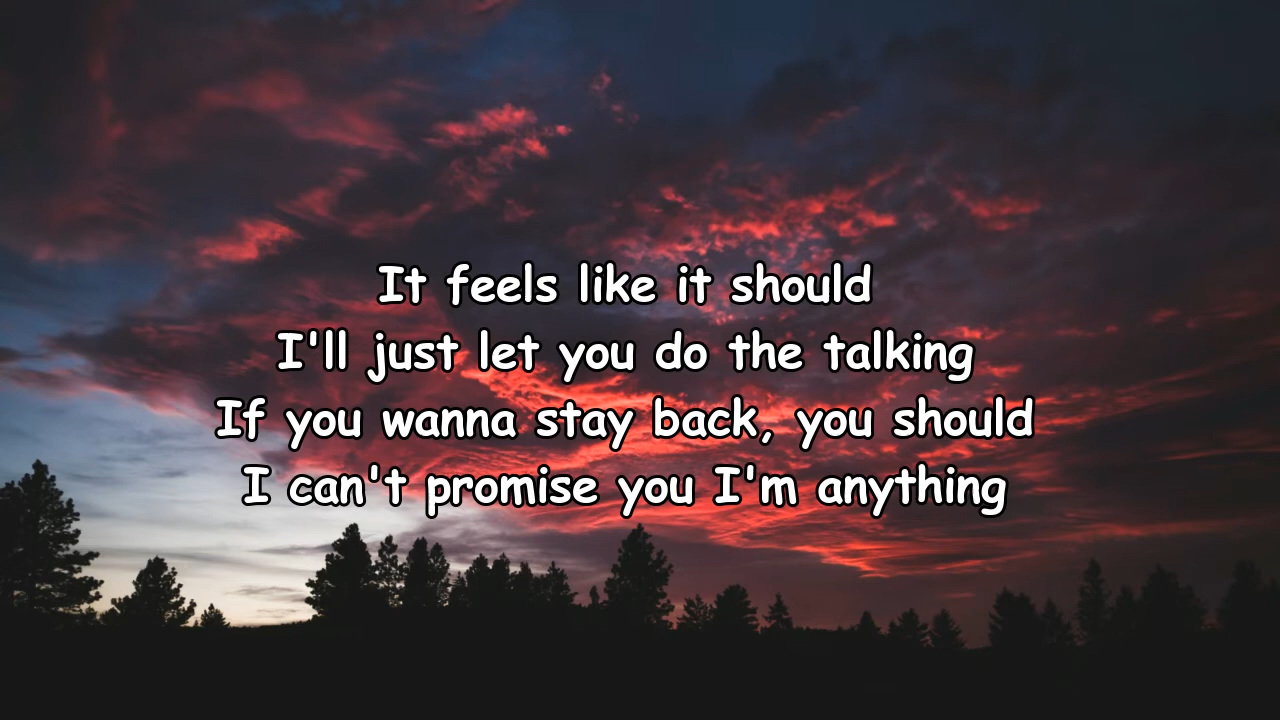 It feels like it should
I'll just let you do the talking
If you wanna stay back, you should
I can't promise you I'm anything